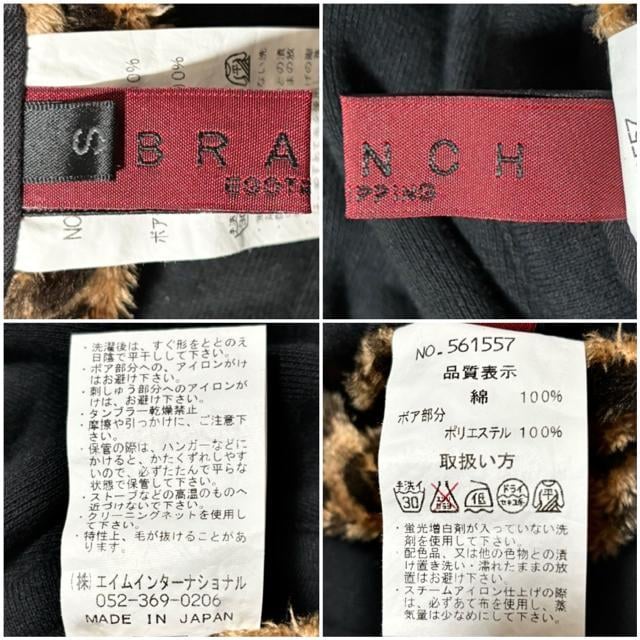 S
BRA
NCH
・洗濯後は、すぐ形をととのえ
日陰で平干しして下さい。
・ボア部分への、アイロンがけ
はお避け下さい。
・刺しゅう部分へのアイロンが
けは、お避け下さい。
・タンブラー乾燥禁止
・摩擦や引っかけに、ご注意下
さい。
・保管の際は、ハンガーなどに
かけると、かたくずれしやす
いので、必ずたたんで平らな
状態で保管して下さい。
・ストーブなどの高温のものへ
近づけないで下さい。
・クリーニングネットを使用し
て下さい。
・特性上、毛が抜けることがあ
ります。
(株)エイムインターナショナル
052-369-0206
MADE IN JAPAN
NO.561557
品質表示
綿 100%
ボア部分
ポリエステル 100%
取扱い方
手洗イ
30
低
ドライ
・蛍光増白剤が入っていない洗
剤を使用して下さい。
・配色品、又は他の色物との漬
け置き洗い・濡れたままの放
置はお避け下さい。
・スチームアイロン仕上げの際
は、必ずあて布を使用し、蒸
気量は少なめにして下さい。